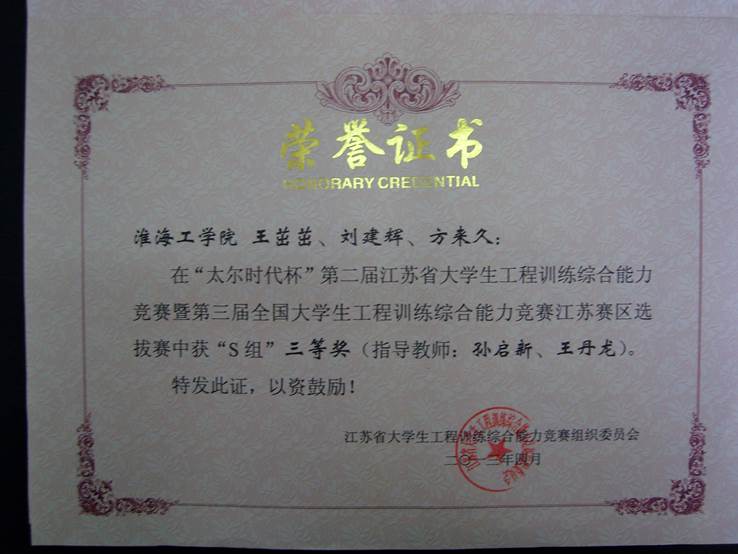 荣誉证书
HONORARY CREDENTIAL
淮海工学院 王茁茁、刘建辉、方来久：
在“太尔时代杯”第二届江苏省大学生工程训练综合能力
竞赛暨第三届全国大学生工程训练综合能力竞赛江苏赛区选
拔赛中获“S组”三等奖（指导教师：孙启新、王丹龙）。
特发此证，以资鼓励！
江苏省大学生工程训练综合能力竞赛组织委员会
二〇一三年四月